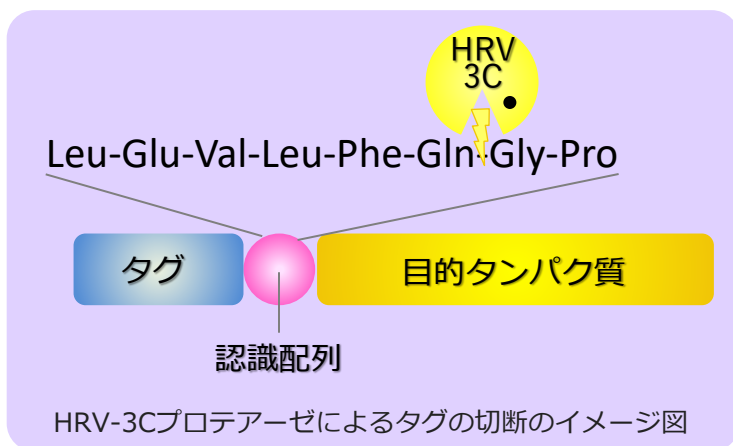 HRV
3C
Leu-Glu-Val-Leu-Phe-Gln-Gly-Pro
タグ
目的タンパク質
認識配列
HRV-3Cプロテアーゼによるタグの切断のイメージ図